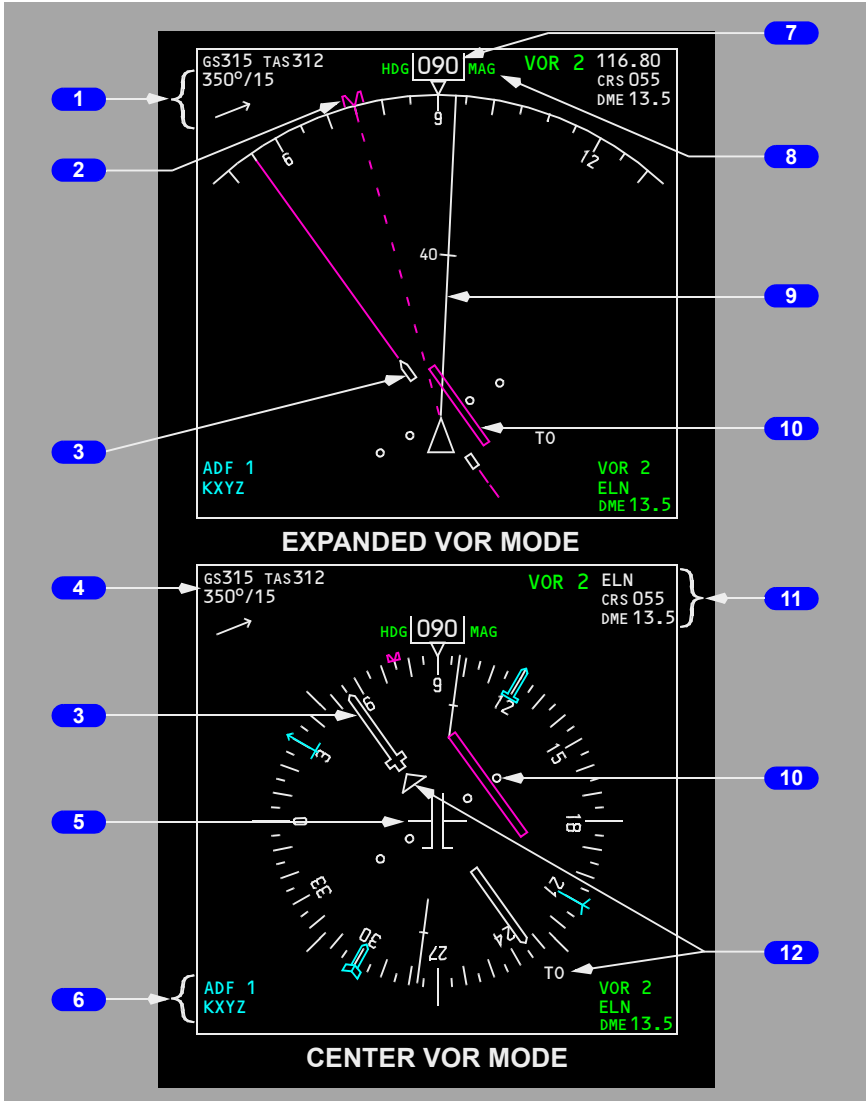 7
GS315 TAS312
350º/15
HDG 090 MAG
VOR 2 116.80
CRS 055
DME 13.5
1
9
6
12
2
8
40
9
3
10
TO
ADF 1
KXYZ
VOR 2
ELN
DME 13.5
EXPANDED VOR MODE
4
GS315 TAS312
350º/15
HDG 090 MAG
VOR 2 ELN
CRS 055
DME 13.5
11
9
6
12
3
3
15
10
5
0
18
33
21
30
24
27
12
TO
6
ADF 1
KXYZ
VOR 2
ELN
DME 13.5
CENTER VOR MODE